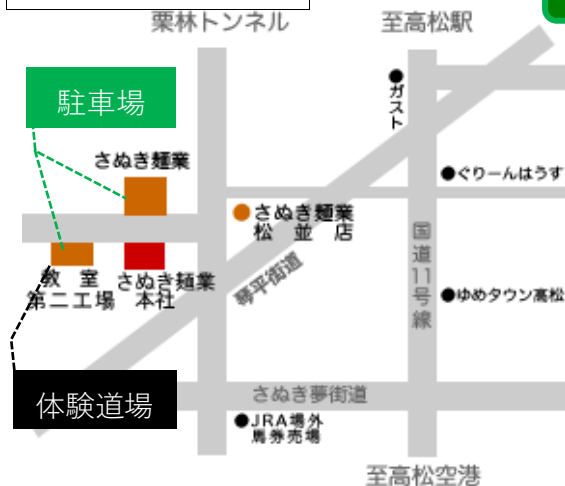 栗林トンネル
至高松駅
駐車場
●ガスト
さぬき麺業
●ぐりーんはうす
さぬき麺業
松並店
国道11号線
琴平街道
教室
第二工場
さぬき麺業
本社
●ゆめタウン高松
体験道場
さぬき夢街道
●JRA場外
馬券売場
至高松空港